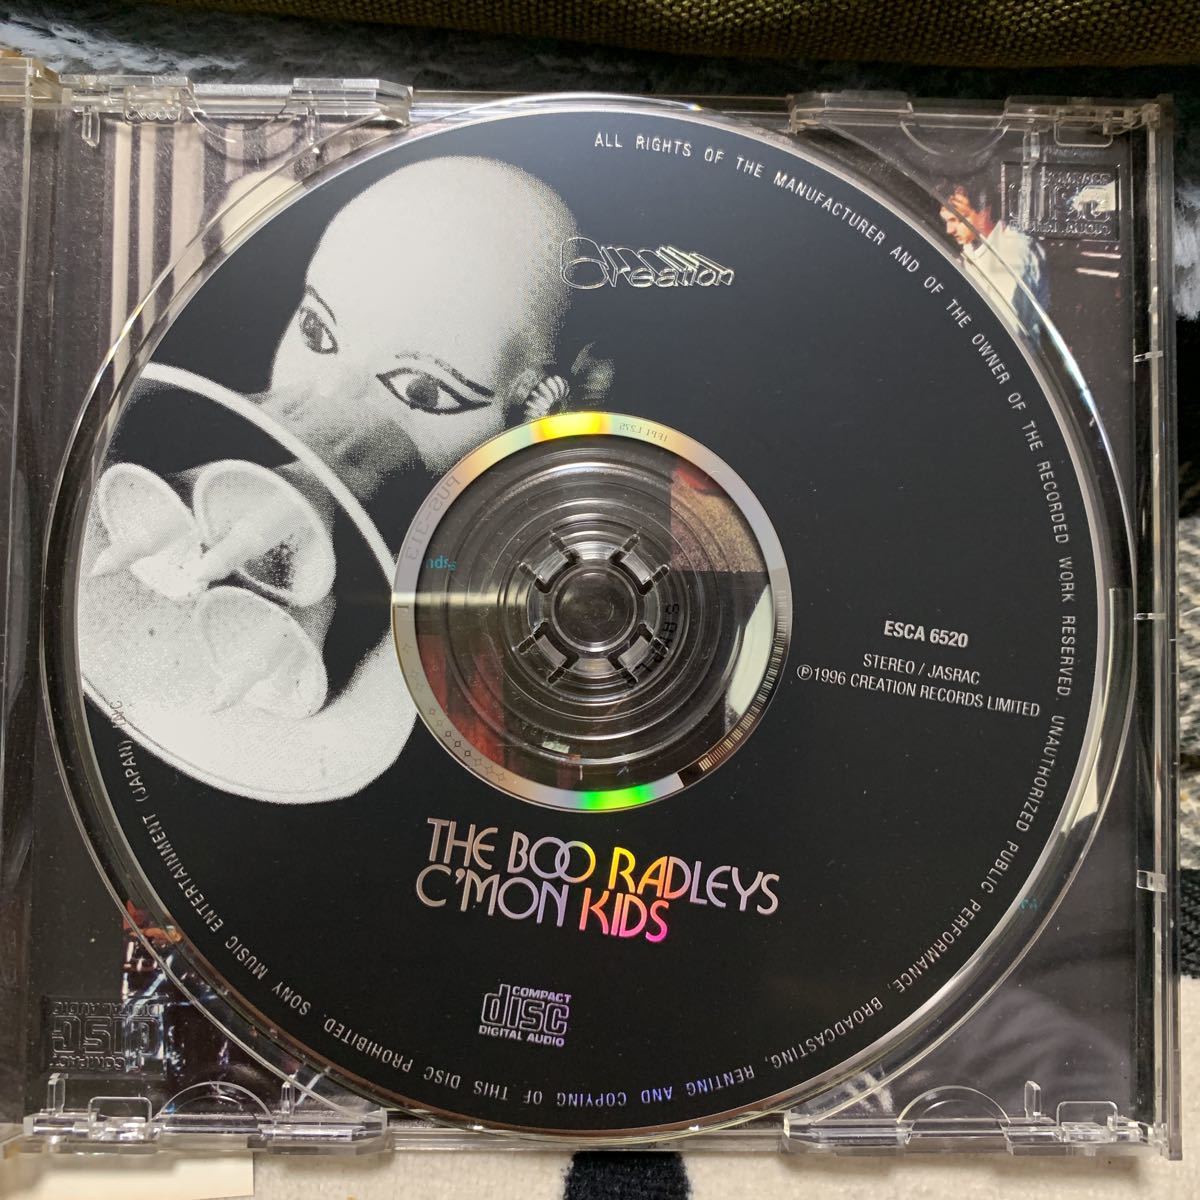 ALL RIGHTS OF THE MANUFACTURER AND OF THE OWNER OF THE RECORDED WORK RESERVED. UNAUTHORIZED PUBLIC PERFORMANCE, BROADCASTING, RENTING AND COPYING OF THIS DISC PROHIBITED. SONY MUSIC ENTERTAINMENT (JAPAN) INC.
Creation
ESCA 6520
STEREO / JASRAC
Ⓟ1996 CREATION RECORDS LIMITED
THE BOO RADLEYS
C'MON KIDS
COMPACT
disc
DIGITAL AUDIO